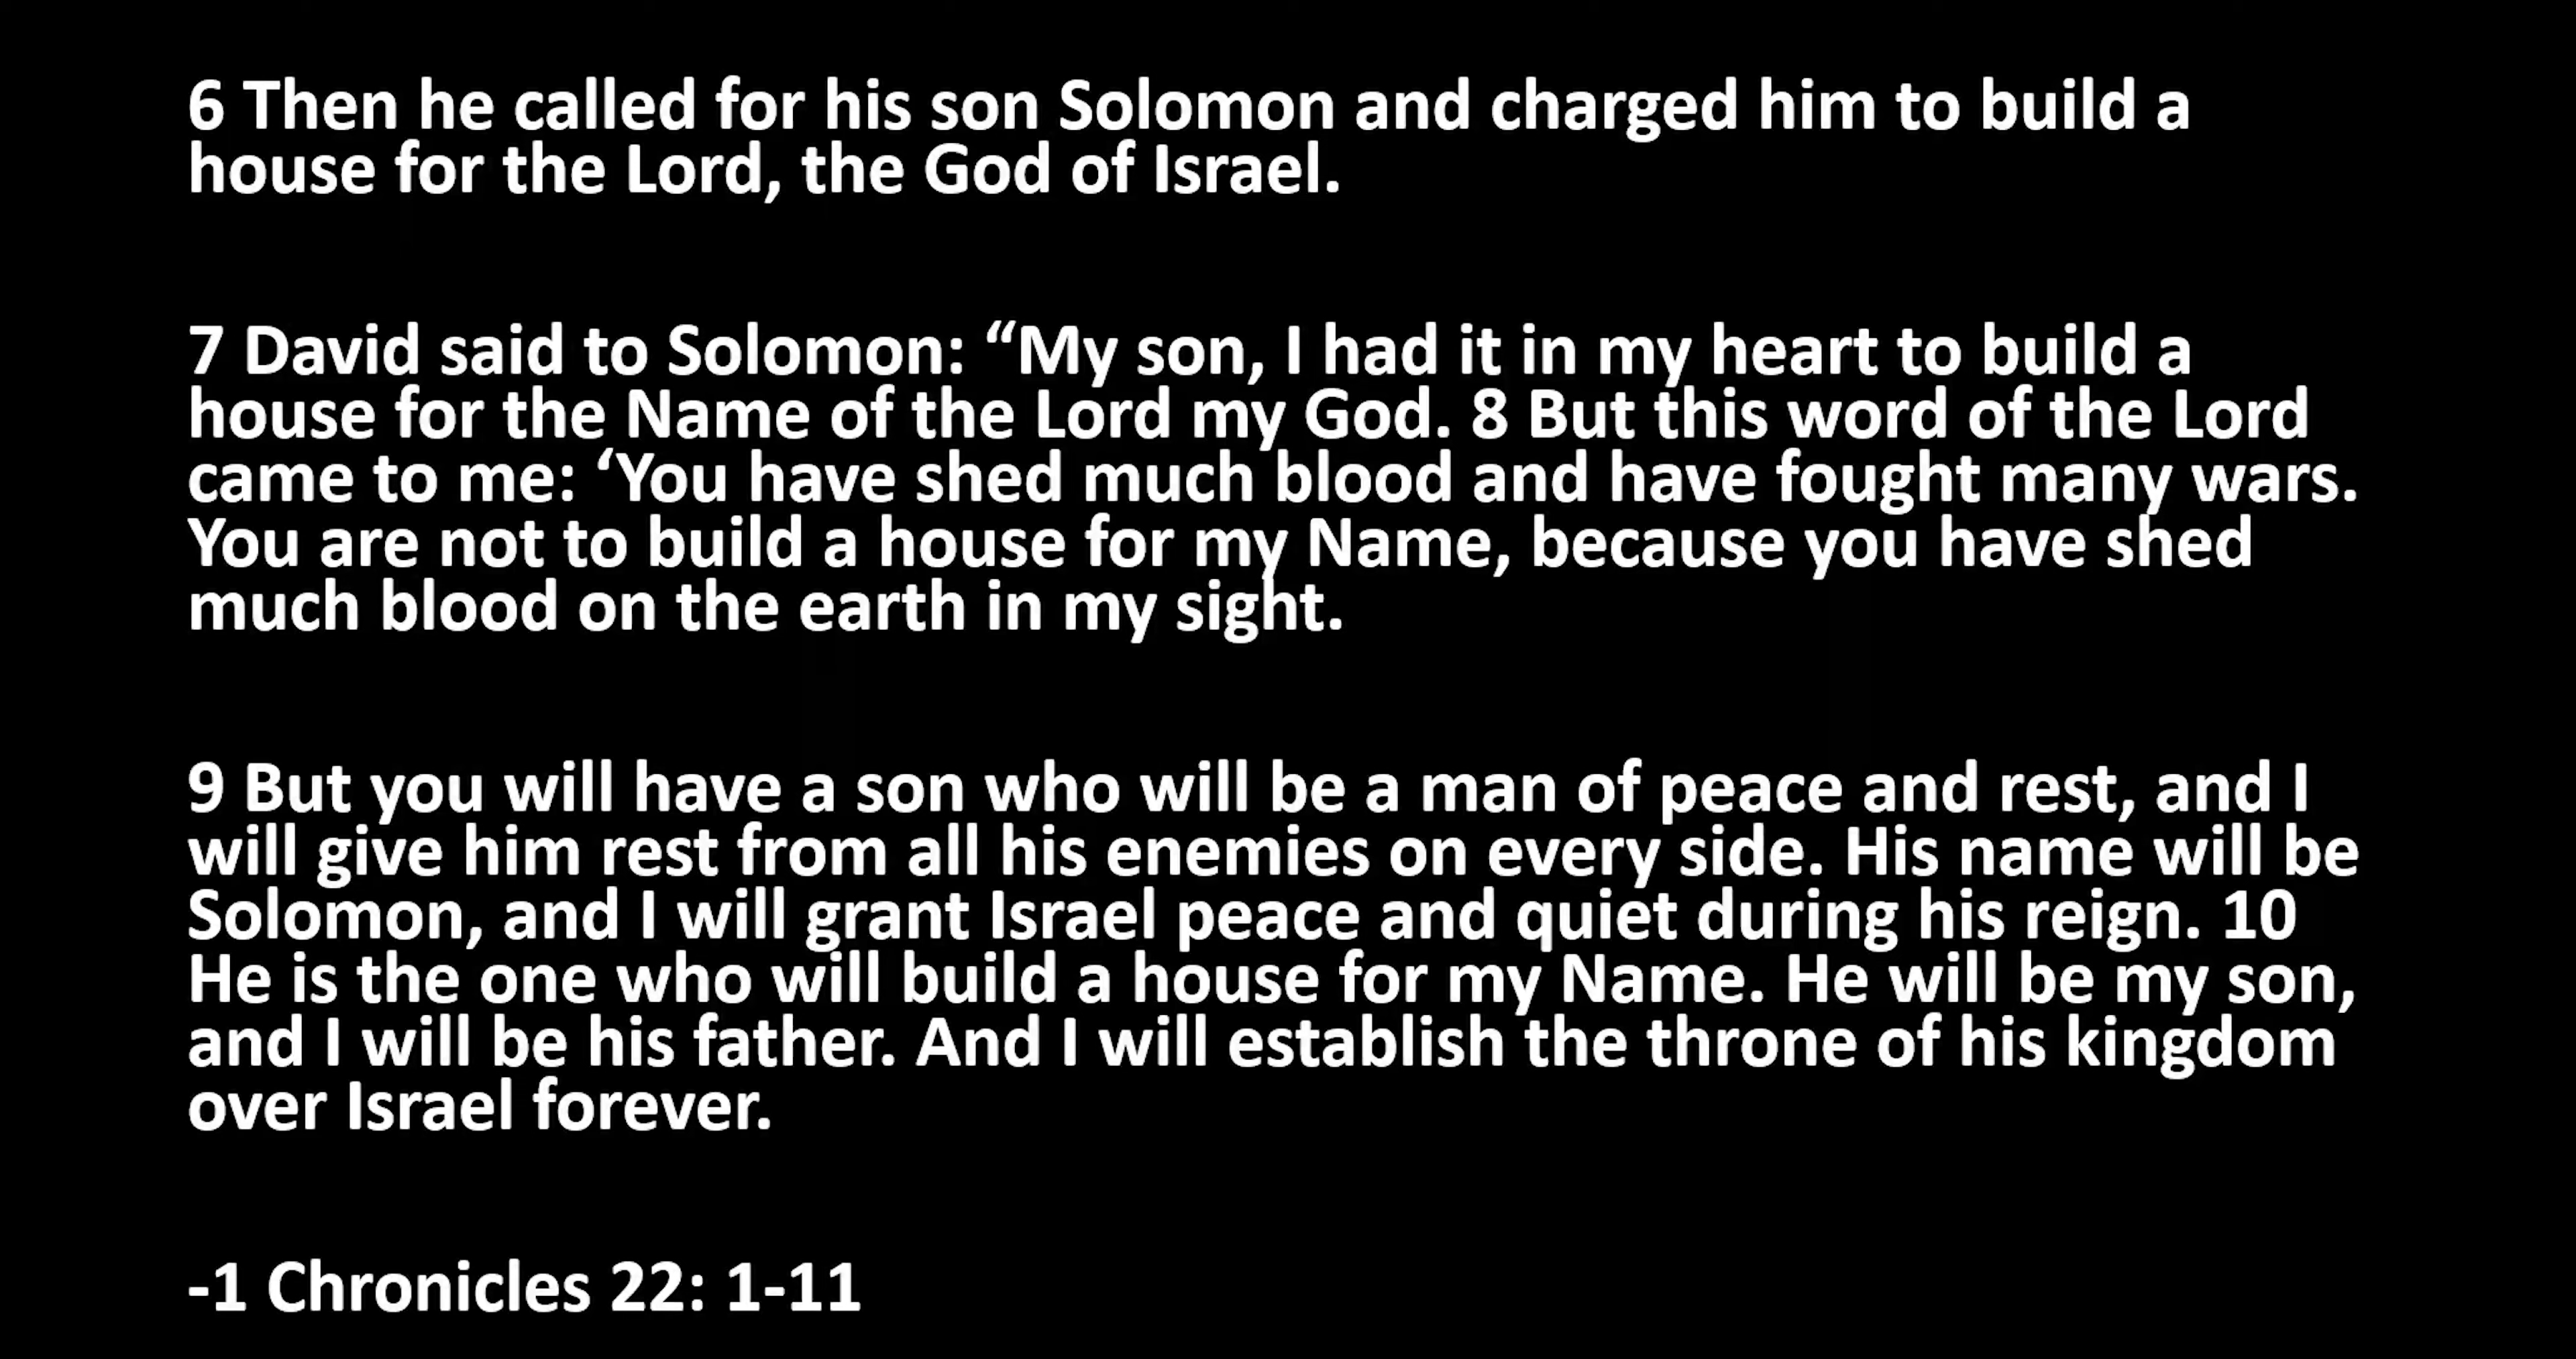 6 Then he called for his son Solomon and charged him to build a
house for the Lord, the God of Israel.
7 David said to Solomon: “My son, I had it in my heart to build a
house for the Name of the Lord my God. 8 But this word of the Lord
came to me: ‘You have shed much blood and have fought many wars.
You are not to build a house for my Name, because you have shed
much blood on the earth in my sight.
9 But you will have a son who will be a man of peace and rest, and I
will give him rest from all his enemies on every side. His name will be
Solomon, and I will grant Israel peace and quiet during his reign. 10
He is the one who will build a house for my Name. He will be my son,
and I will be his father. And I will establish the throne of his kingdom
over Israel forever.
-1 Chronicles 22: 1-11